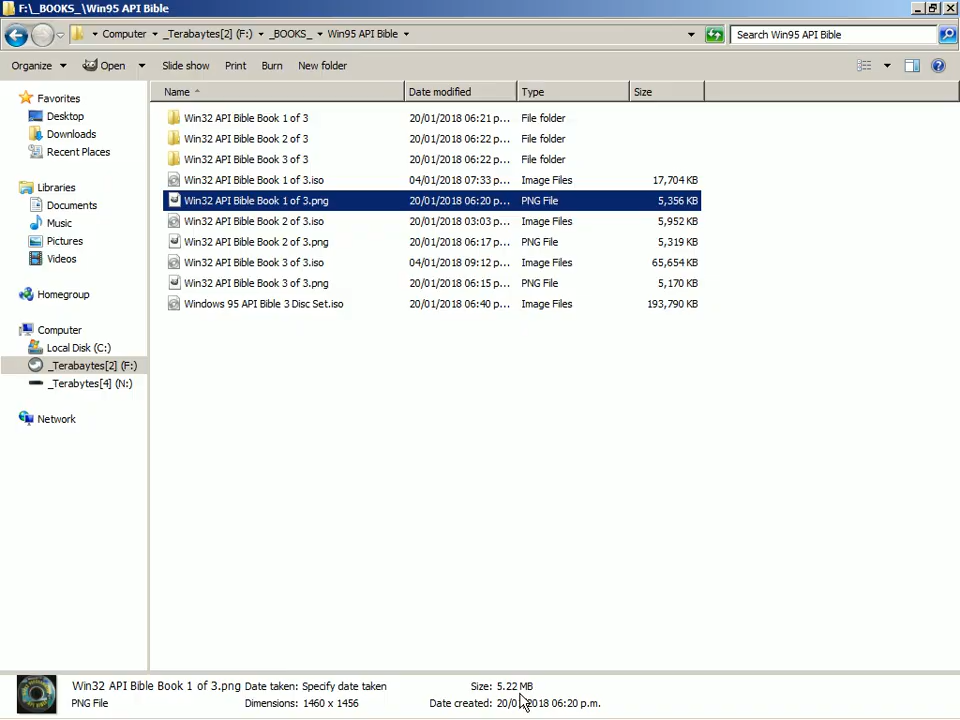 F:\_BOOKS_\Win95 API Bible
Computer _Terabaytes[2] (F:) _BOOKS_ Win95 API Bible Search Win95 API Bible
Organize Open Slide show Print Burn New folder
Name Date modified Type Size
Favorites
Desktop
Downloads
Recent Places
Libraries
Documents
Music
Pictures
Videos
Homegroup
Computer
Local Disk (C:)
_Terabaytes[2] (F:)
_Terabytes[4] (N:)
Network
Win32 API Bible Book 1 of 3 20/01/2018 06:21 p... File folder
Win32 API Bible Book 2 of 3 20/01/2018 06:22 p... File folder
Win32 API Bible Book 3 of 3 20/01/2018 06:22 p... File folder
Win32 API Bible Book 1 of 3.iso 04/01/2018 07:33 p... Image Files 17,704 KB
Win32 API Bible Book 1 of 3.png 20/01/2018 06:20 p... PNG File 5,356 KB
Win32 API Bible Book 2 of 3.iso 20/01/2018 03:03 p... Image Files 5,952 KB
Win32 API Bible Book 2 of 3.png 20/01/2018 06:17 p... PNG File 5,319 KB
Win32 API Bible Book 3 of 3.iso 04/01/2018 09:12 p... Image Files 65,654 KB
Win32 API Bible Book 3 of 3.png 20/01/2018 06:15 p... PNG File 5,170 KB
Windows 95 API Bible 3 Disc Set.iso 20/01/2018 06:40 p... Image Files 193,790 KB
Win32 API Bible Book 1 of 3.png Date taken: Specify date taken Size: 5.22 MB
PNG File Dimensions: 1460 x 1456 Date created: 20/01/2018 06:20 p.m.